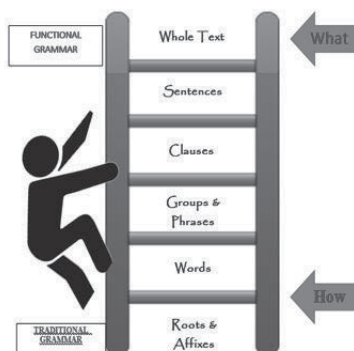 FUNCTIONAL
GRAMMAR
Whole Text
What
Sentences
Clauses
Groups &
Phrases
Words
How
Roots &
Affixes
TRADITIONAL
GRAMMAR